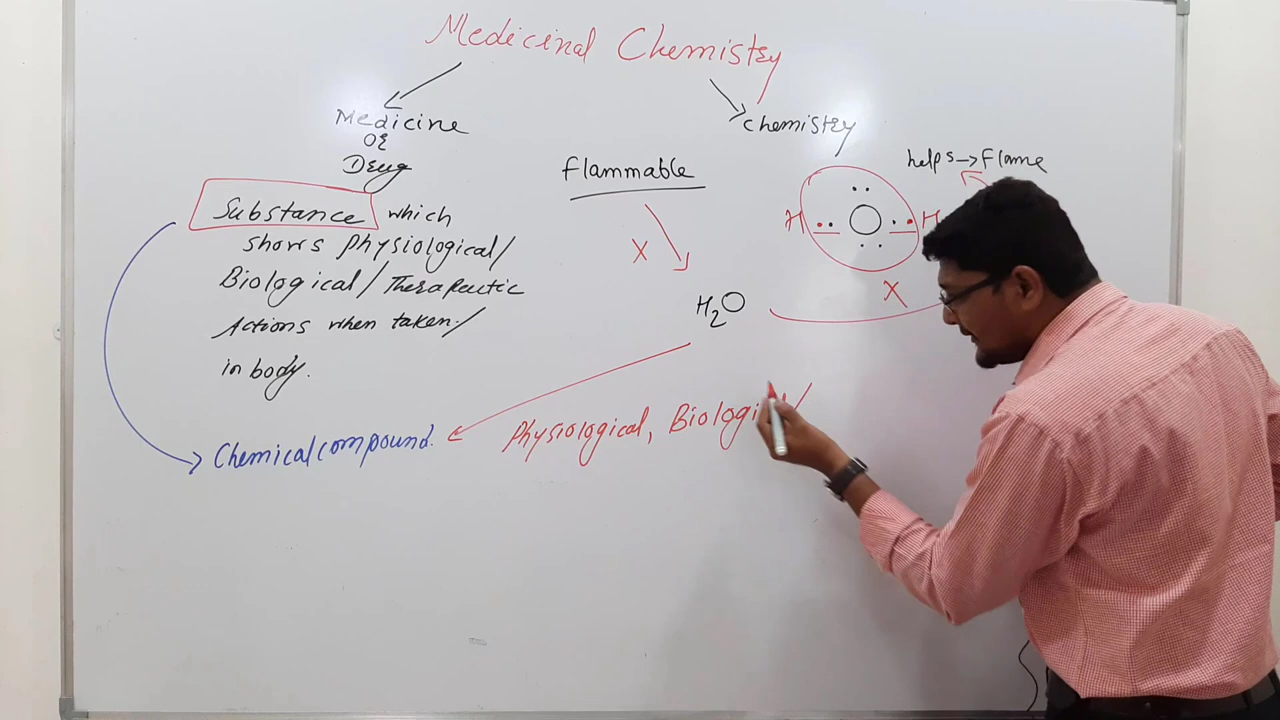 Medicinal Chemistry
Medicine
or
Drug
Substance which
shows physiological/
Biological/Therapeutic
Actions when taken/
in body.
Chemical compound.
Flammable
X
H₂O
Physiological, Biologi
chemistry
helps→Flame
H
H
X